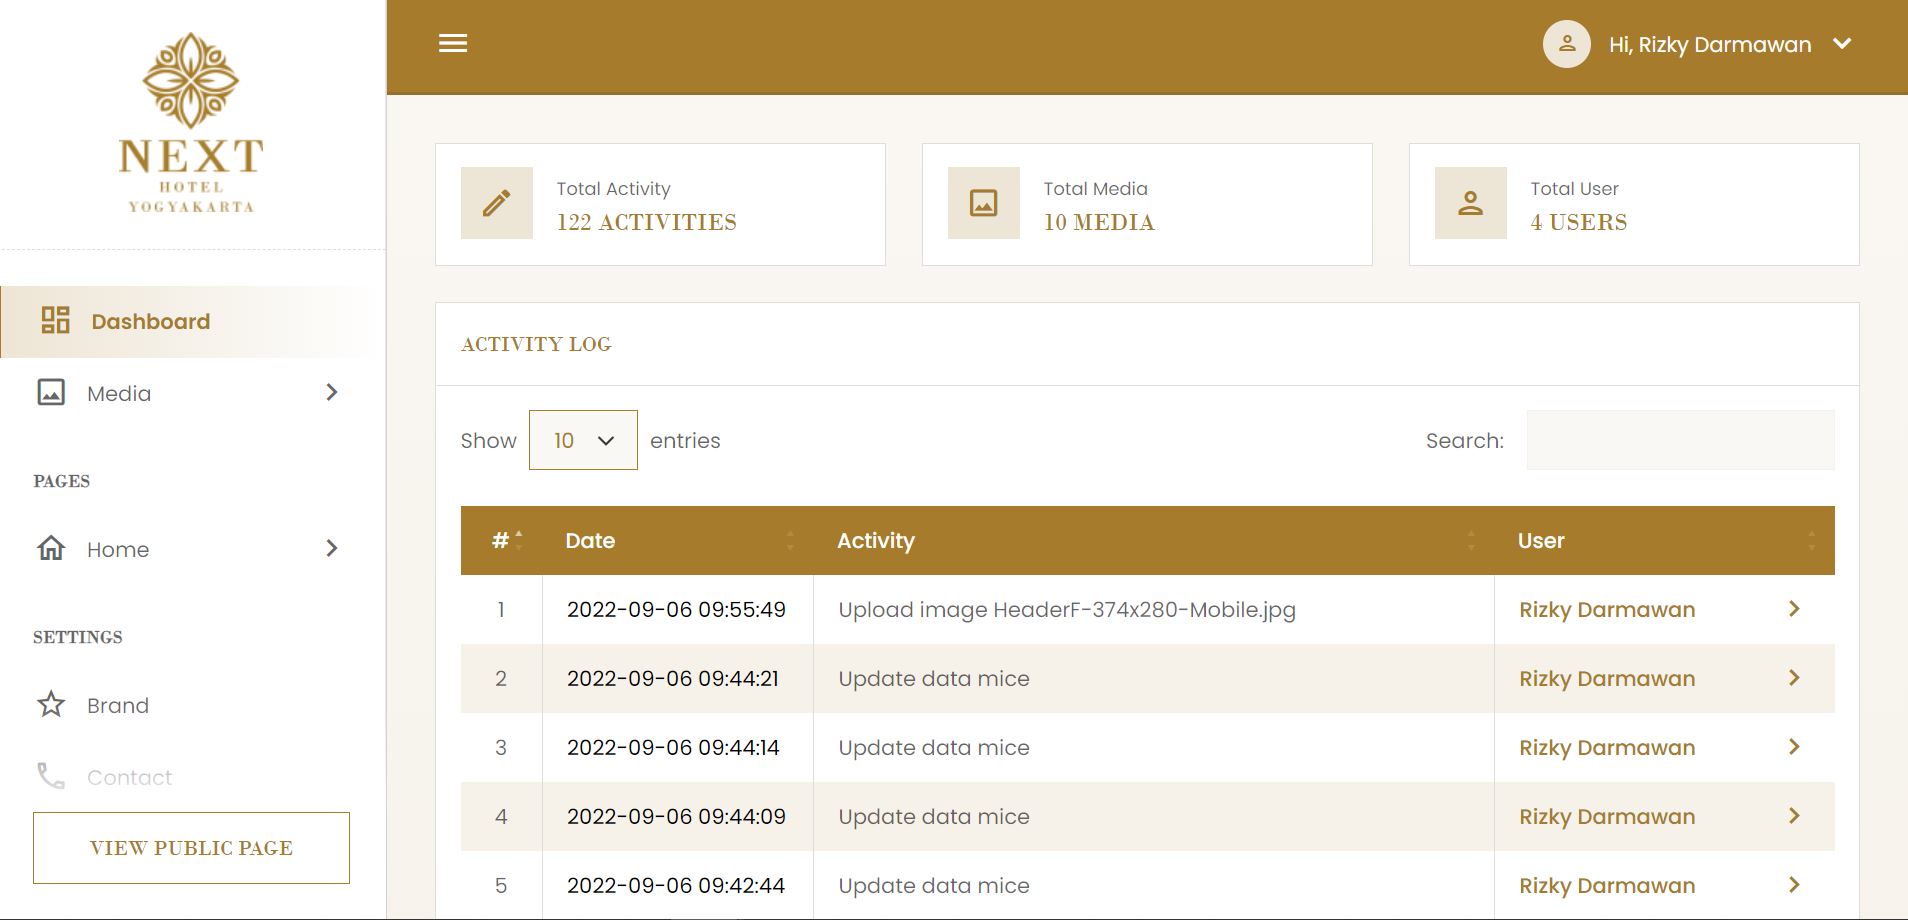 NEXT
HOTEL
YOGYAKARTA
Dashboard
Media
PAGES
Home
SETTINGS
Brand
Contact
VIEW PUBLIC PAGE
Hi, Rizky Darmawan
Total Activity
122 ACTIVITIES
Total Media
10 MEDIA
Total User
4 USERS
ACTIVITY LOG
Show 10 entries Search:
# Date Activity User
1 2022-09-06 09:55:49 Upload image HeaderF-374x280-Mobile.jpg Rizky Darmawan
2 2022-09-06 09:44:21 Update data mice Rizky Darmawan
3 2022-09-06 09:44:14 Update data mice Rizky Darmawan
4 2022-09-06 09:44:09 Update data mice Rizky Darmawan
5 2022-09-06 09:42:44 Update data mice Rizky Darmawan